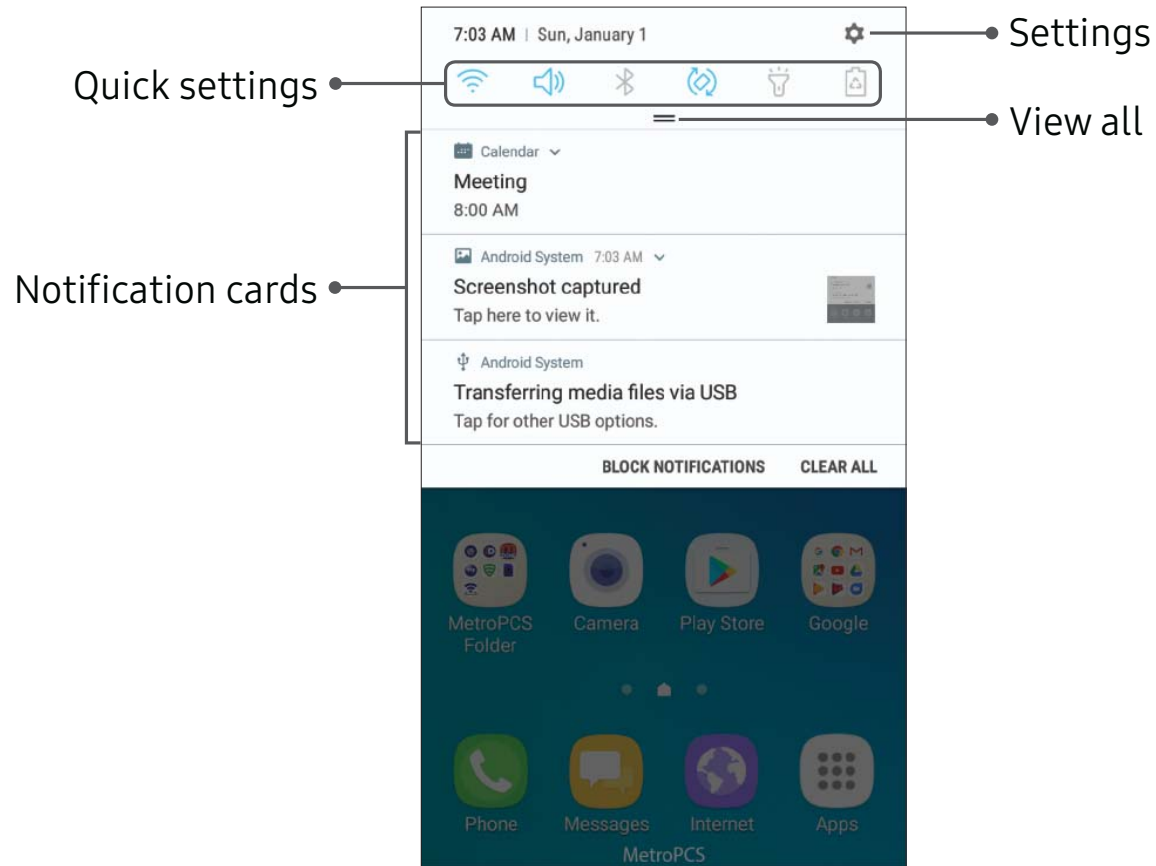 7:03 AM | Sun, January 1
Settings
Quick settings
View all
Calendar
Meeting
8:00 AM
Notification cards
Android System 7:03 AM
Screenshot captured
Tap here to view it.
Android System
Transferring media files via USB
Tap for other USB options.
BLOCK NOTIFICATIONS CLEAR ALL
MetroPCS Folder
Camera
Play Store
Google
Phone
Messages
Internet
Apps
MetroPCS